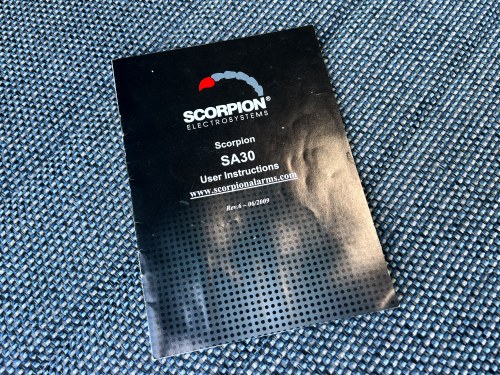 SCORPION®
ELECTROSYSTEMS
Scorpion
SA30
User Instructions
www.scorpionalarms.com
Rev.6 – 06/2009